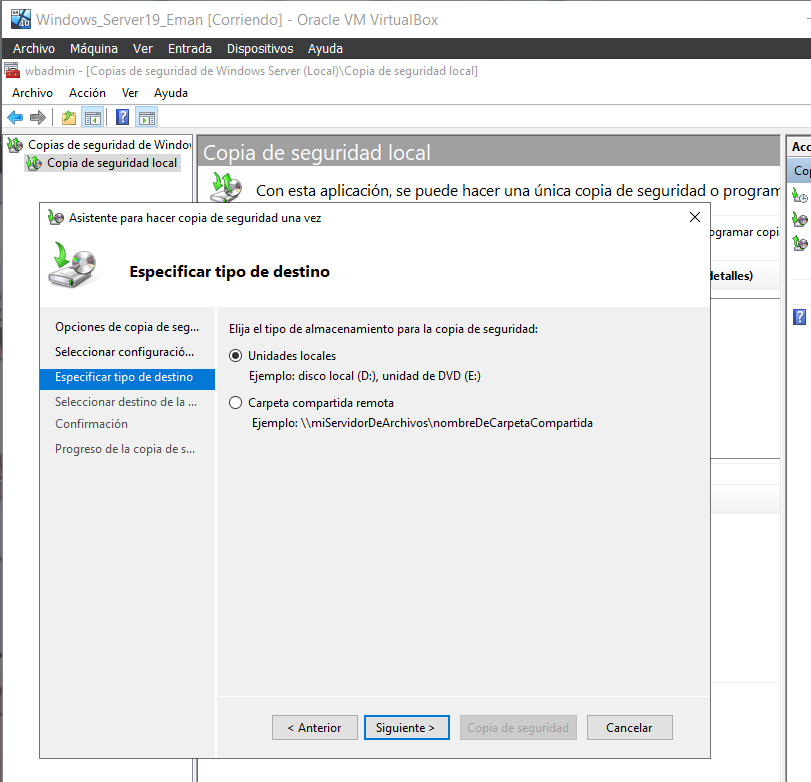 Windows_Server19_Eman [Corriendo] - Oracle VM VirtualBox
Archivo Máquina Ver Entrada Dispositivos Ayuda
wbadmin - [Copias de seguridad de Windows Server (Local)\Copia de seguridad local]
Archivo Acción Ver Ayuda
Copias de seguridad de Windov
Copia de seguridad local
Copia de seguridad local
Acc
Cop
Con esta aplicación, se puede hacer una única copia de seguridad o program
Asistente para hacer copia de seguridad una vez
ogramar copi
Especificar tipo de destino
detalles)
Opciones de copia de seg...
Seleccionar configuració...
Especificar tipo de destino
Seleccionar destino de la ...
Confirmación
Progreso de la copia de s...
Elija el tipo de almacenamiento para la copia de seguridad:
Unidades locales
Ejemplo: disco local (D:), unidad de DVD (E:)
Carpeta compartida remota
Ejemplo: \\miServidorDeArchivos\nombreDeCarpetaCompartida
< Anterior
Siguiente >
Copia de seguridad
Cancelar